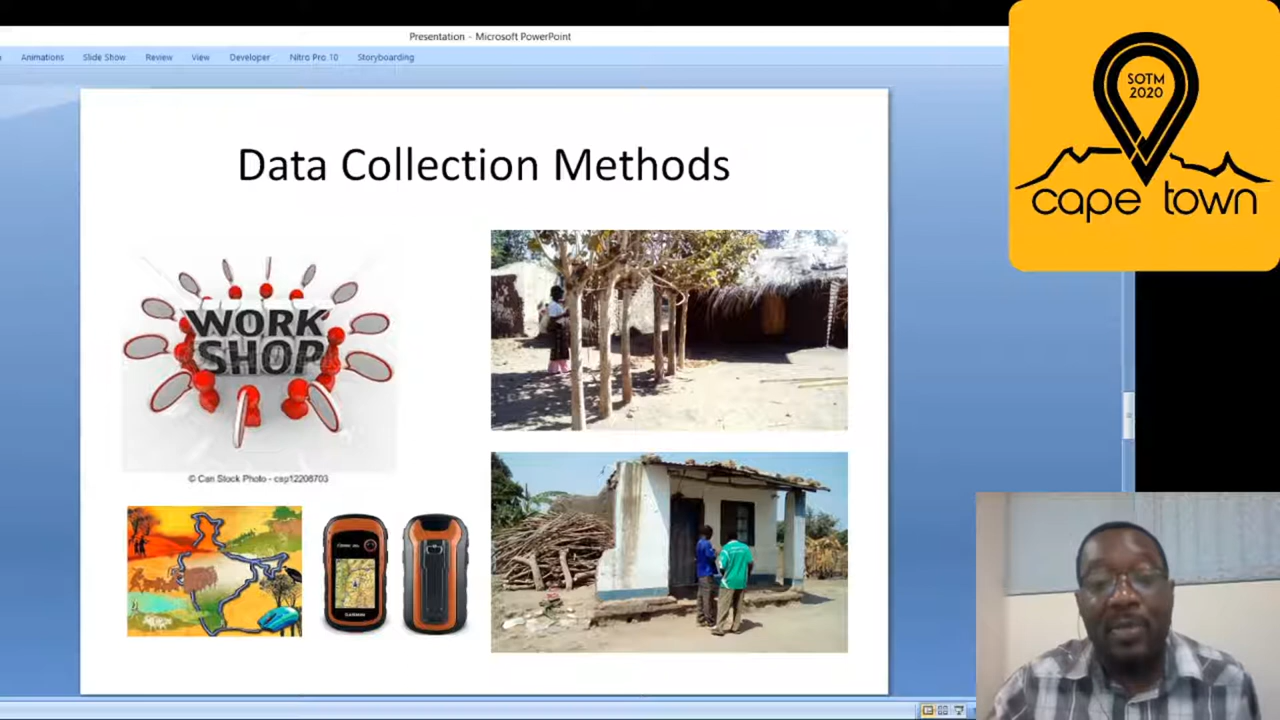 Presentation - Microsoft PowerPoint
Animations Slide Show Review View Developer Nitro Pro 10 Storyboarding
SOTM
2020
cape town
Data Collection Methods
WORK
SHOP
© Can Stock Photo - csp12208703
GARMIN